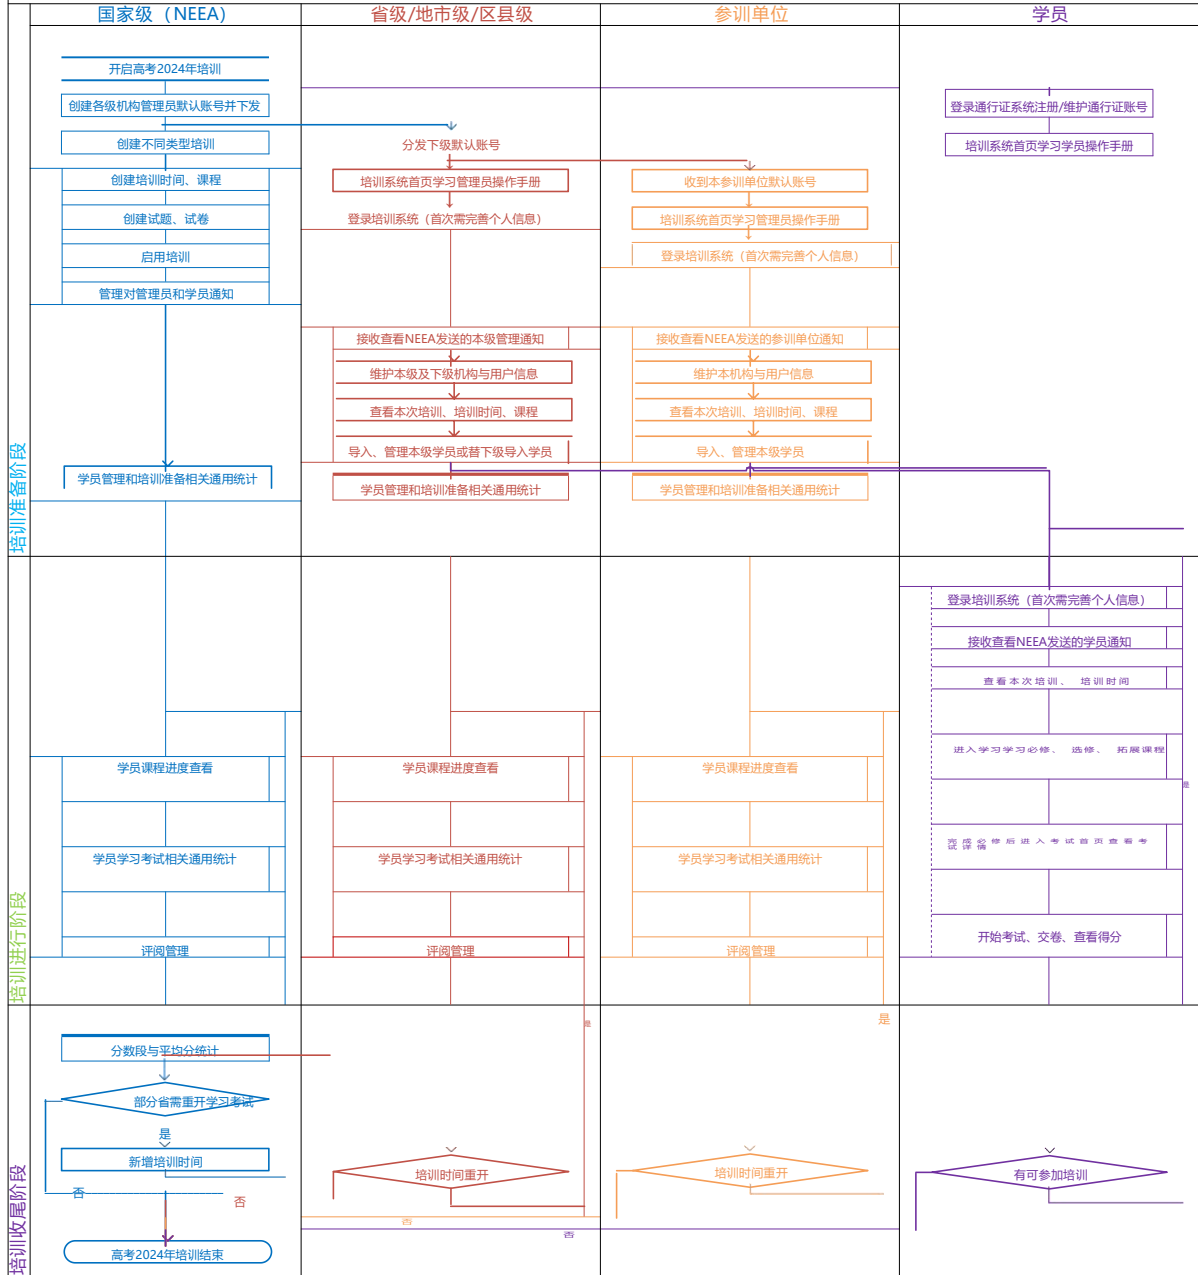 国家级（NEEA）
省级/地市级/区县级
参训单位
学员
培训准备阶段
开启高考2024年培训
创建各级机构管理员默认账号并下发
创建不同类型培训
创建培训时间、课程
创建试题、试卷
启用培训
管理对管理员和学员通知
学员管理和培训准备相关通用统计
分发下级默认账号
培训系统首页学习管理员操作手册
登录培训系统（首次需完善个人信息）
接收查看NEEA发送的本级管理通知
维护本级及下级机构与用户信息
查看本次培训、培训时间、课程
导入、管理本级学员或替下级导入学员
学员管理和培训准备相关通用统计
收到本参训单位默认账号
培训系统首页学习管理员操作手册
登录培训系统（首次需完善个人信息）
接收查看NEEA发送的参训单位通知
维护本机构与用户信息
查看本次培训、培训时间、课程
导入、管理本级学员
学员管理和培训准备相关通用统计
登录通行证系统注册/维护通行证账号
培训系统首页学习学员操作手册
培训进行阶段
学员课程进度查看
学员学习考试相关通用统计
评阅管理
学员课程进度查看
学员学习考试相关通用统计
评阅管理
学员课程进度查看
学员学习考试相关通用统计
评阅管理
登录培训系统（首次需完善个人信息）
接收查看NEEA发送的学员通知
查看本次培训、 培训时间
进入学习学习必修、 选修、 拓展课程
是
完成必修后进入考试首页查看考
试详情
开始考试、交卷、查看得分
培训收尾阶段
分数段与平均分统计
部分省需重开学习考试
是
新增培训时间
否
否
高考2024年培训结束
是
培训时间重开
否
否
是
培训时间重开
有可参加培训